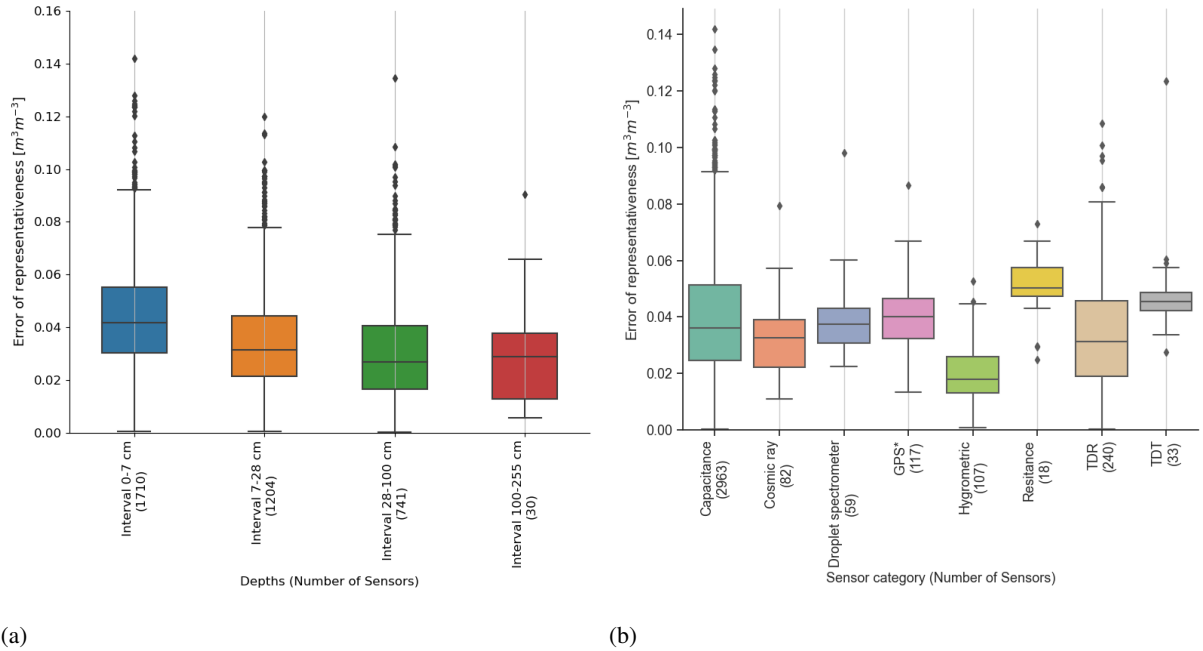 0.16
0.14
0.12
0.10
0.08
0.06
0.04
0.02
0.00
Error of representativeness [m³m⁻³]
Interval 0-7 cm
(1710)
Interval 7-28 cm
(1204)
Interval 28-100 cm
(741)
Interval 100-255 cm
(30)
Depths (Number of Sensors)
(a)
0.14
0.12
0.10
0.08
0.06
0.04
0.02
0.00
Error of representativeness [m³m⁻³]
Capacitance
(2963)
Cosmic ray
(82)
Droplet spectrometer
(59)
GPS*
(117)
Hygrometric
(107)
Resitance
(18)
TDR
(240)
TDT
(33)
Sensor category (Number of Sensors)
(b)